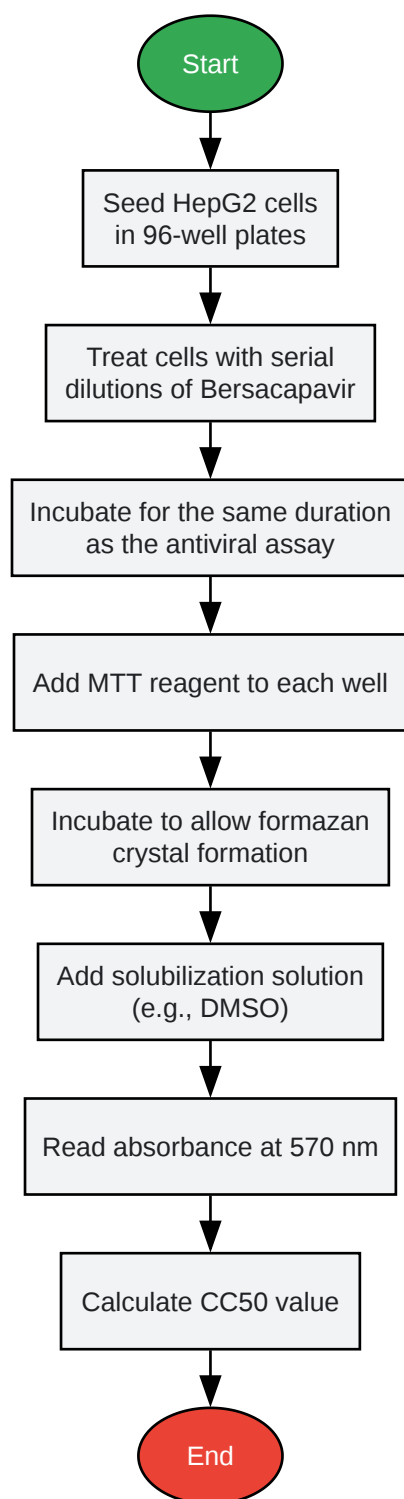 Start
Seed HepG2 cells
in 96-well plates
Treat cells with serial
dilutions of Bersacapavir
Incubate for the same duration
as the antiviral assay
Add MTT reagent to each well
Incubate to allow formazan
crystal formation
Add solubilization solution
(e.g., DMSO)
Read absorbance at 570 nm
Calculate CC50 value
End